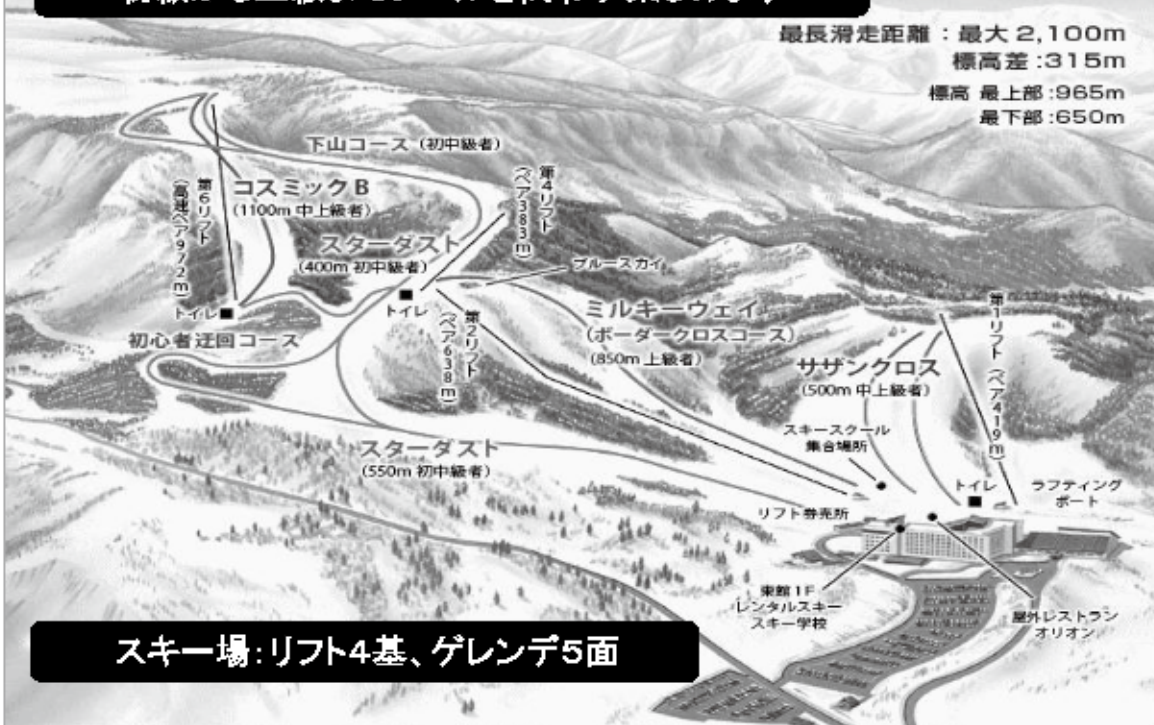 最長滑走距離：最大2,100m
標高差:315m
標高 最上部:965m
最下部:650m
下山コース（初中級者）
第4リフト
（ペア383m）
コスミックB
（1100m 中上級者）
第6リフト
（高速ペア972m）
スターダスト
（400m 初中級者）
ブルースカイ
トイレ
トイレ
初心者迂回コース
第2リフト
（ペア638m）
ミルキーウェイ
（ボーダークロスコース）
（850m 上級者）
サザンクロス
（500m 中上級者）
第1リフト（ペア419m）
スターダスト
（550m 初中級者）
スキースクール
集合場所
トイレ
ラフティング
ボート
リフト券売所
東館1F
レンタルスキー
スキー学校
屋外レストラン
オリオン
スキー場:リフト4基、ゲレンデ5面